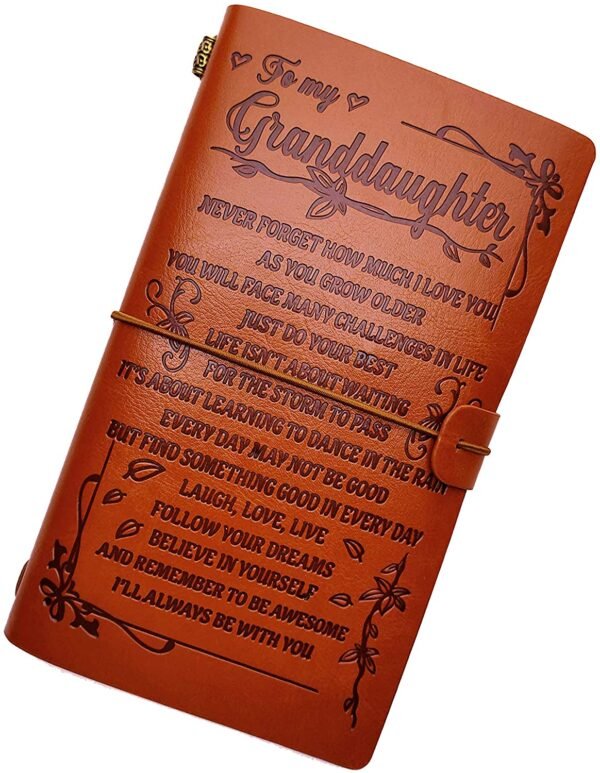 To my
Granddaughter
NEVER FORGET HOW MUCH I LOVE YOU
AS YOU GROW OLDER
YOU WILL FACE MANY CHALLENGES IN LIFE
JUST DO YOUR BEST
LIFE ISN'T ABOUT WAITING
FOR THE STORM TO PASS
IT'S ABOUT LEARNING TO DANCE IN THE RAIN
EVERY DAY MAY NOT BE GOOD
BUT FIND SOMETHING GOOD IN EVERY DAY
LAUGH, LOVE, LIVE
FOLLOW YOUR DREAMS
BELIEVE IN YOURSELF
AND REMEMBER TO BE AWESOME
I'LL ALWAYS BE WITH YOU